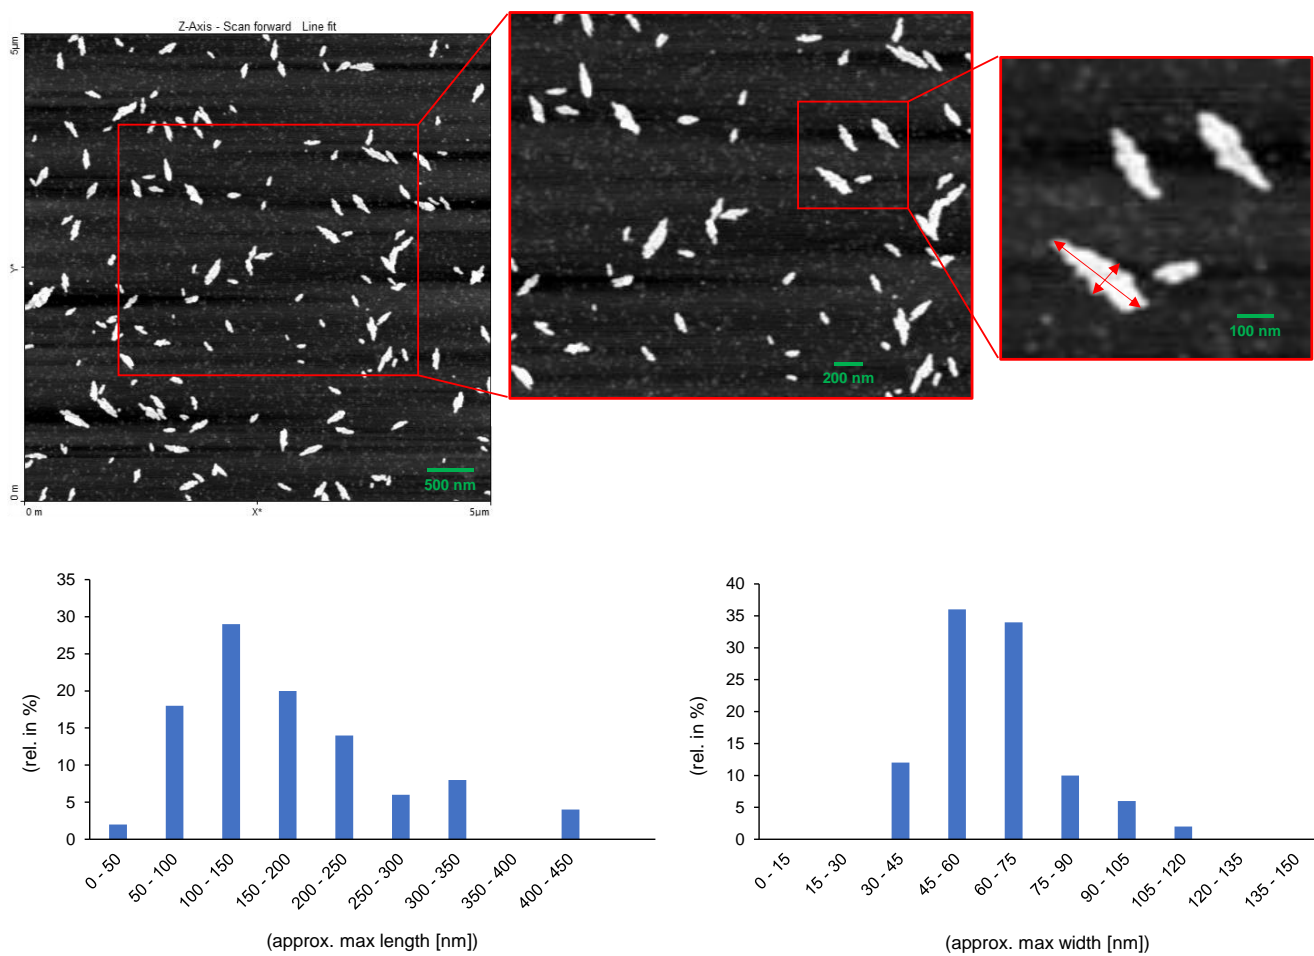 Z-Axis - Scan forward Line fit
5µm
Y*
0 m
0 m
X*
5µm
500 nm
200 nm
100 nm
35
30
25
20
15
10
5
0
(rel. in %)
0 - 50
50 - 100
100 - 150
150 - 200
200 - 250
250 - 300
300 - 350
350 - 400
400 - 450
(approx. max length [nm])
40
35
30
25
20
15
10
5
0
(rel. in %)
0 - 15
15 - 30
30 - 45
45 - 60
60 - 75
75 - 90
90 - 105
105 - 120
120 - 135
135 - 150
(approx. max width [nm])